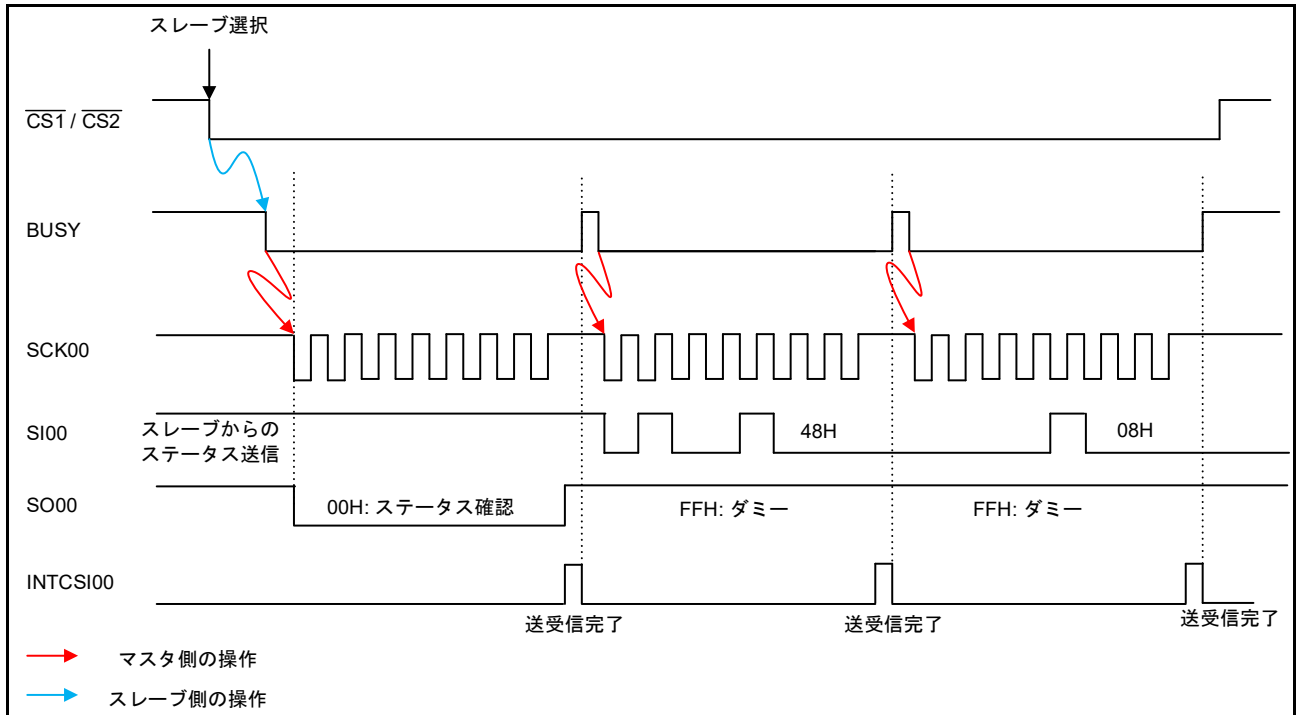 スレーブ選択
CS1 / CS2
BUSY
SCK00
SI00
スレーブからの
ステータス送信
48H
08H
SO00
00H: ステータス確認
FFH: ダミー
FFH: ダミー
INTCSI00
送受信完了
送受信完了
送受信完了
マスタ側の操作
スレーブ側の操作